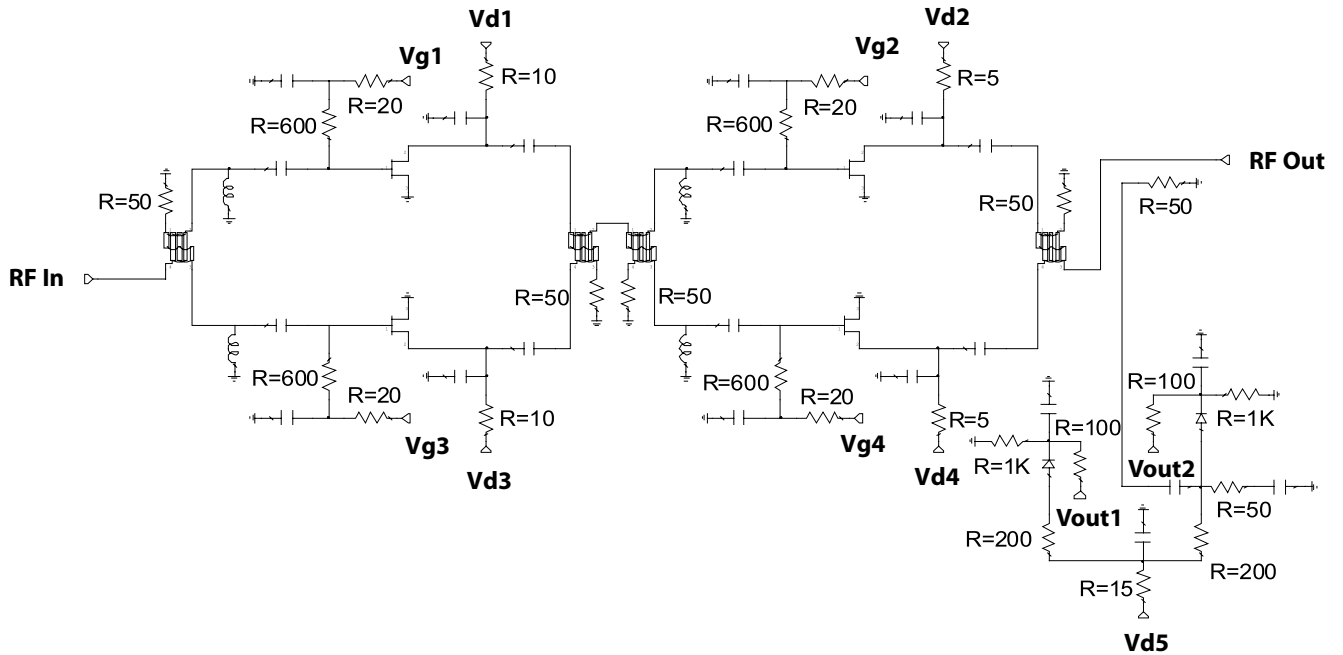 Vd1
Vd2
Vg1
Vg2
R=10
R=5
R=20
R=20
R=600
R=600
RF Out
R=50
R=50
R=50
RF In
R=50
R=50
R=600
R=600
R=100
R=20
R=20
R=1K
R=10
R=5
R=100
Vg3
Vg4
Vd3
Vd4
R=1K
Vout2
Vout1
R=50
R=200
R=200
R=15
Vd5